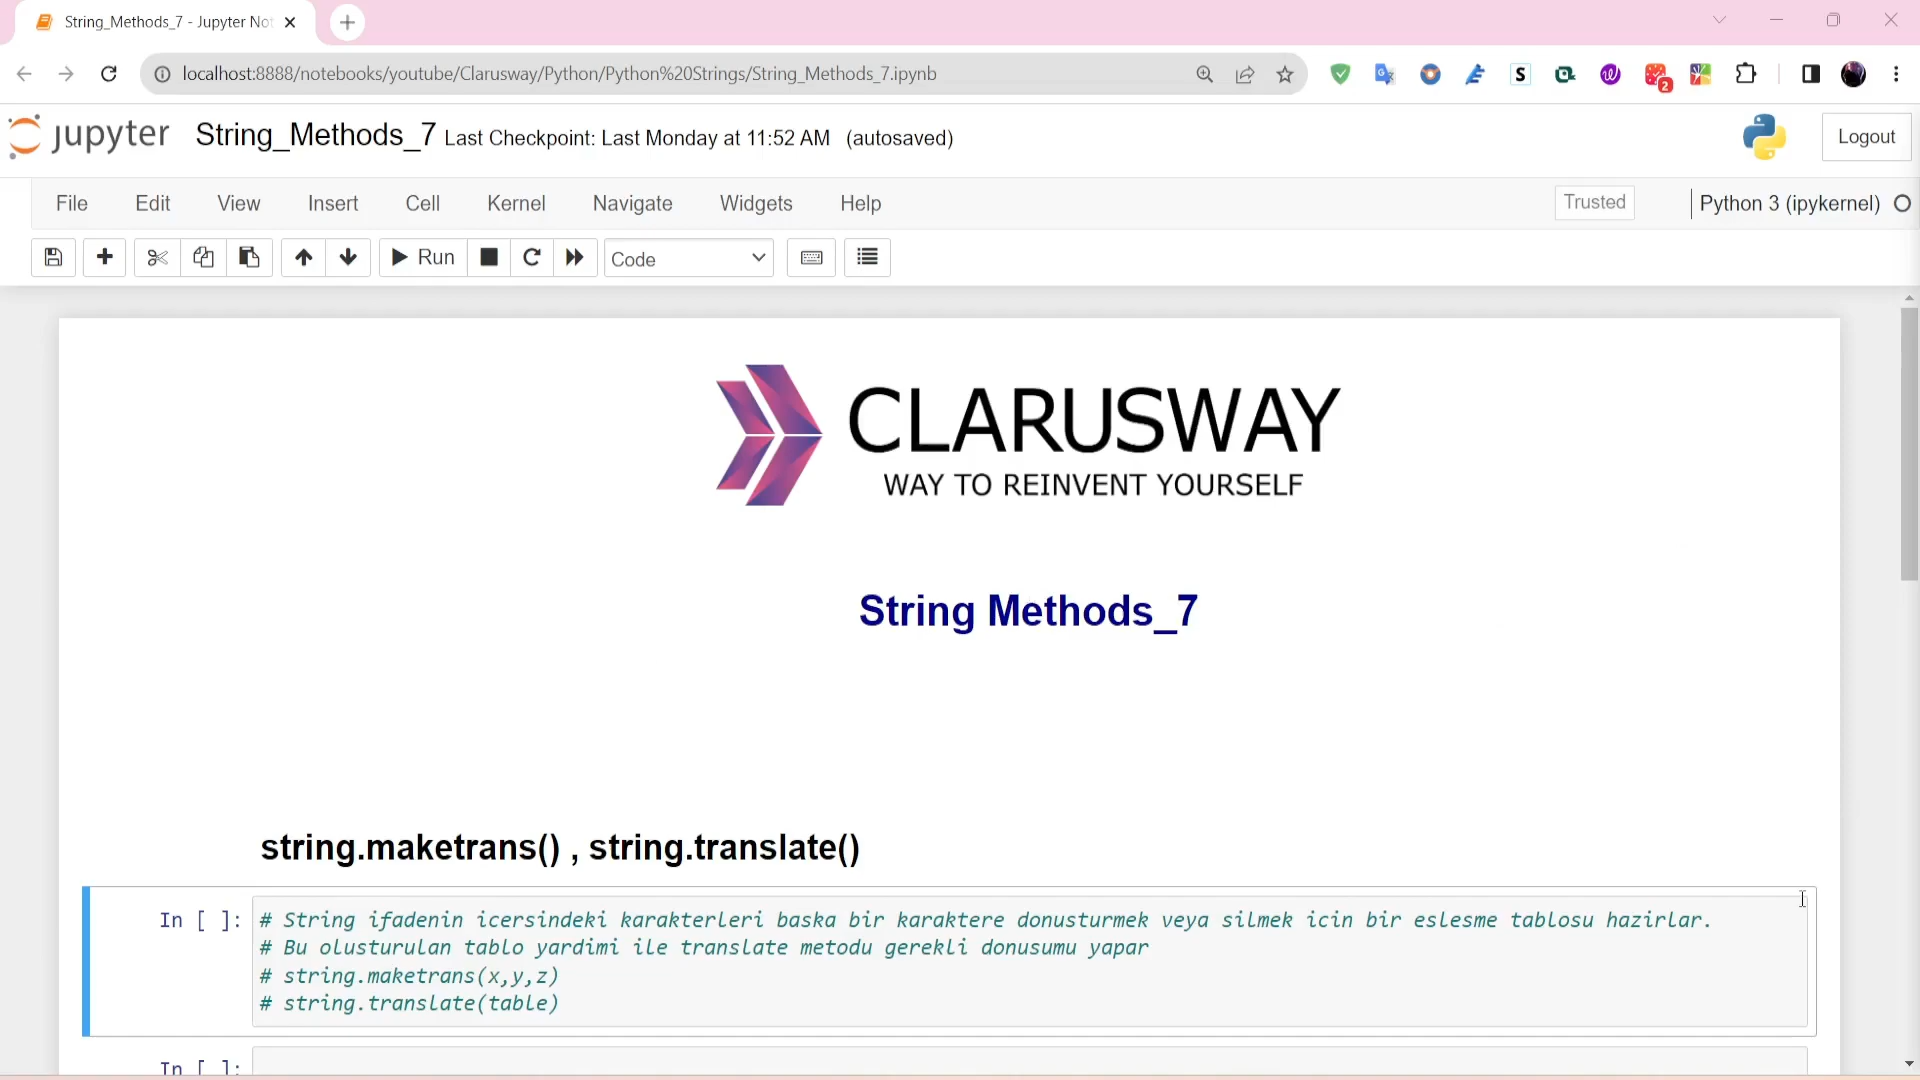 String_Methods_7 - Jupyter Not
localhost:8888/notebooks/youtube/Clarusway/Python/Python%20Strings/String_Methods_7.ipynb
S
2
jupyter String_Methods_7 Last Checkpoint: Last Monday at 11:52 AM (autosaved)
Logout
File Edit View Insert Cell Kernel Navigate Widgets Help
Trusted
Python 3 (ipykernel)
Run
Code
CLARUSWAY
WAY TO REINVENT YOURSELF
String Methods_7
string.maketrans() , string.translate()
In [ ]: # String ifadenin icersindeki karakterleri baska bir karaktere donusturmek veya silmek icin bir eslesme tablosu hazirlar.
# Bu olusturulan tablo yardimi ile translate metodu gerekli donusumu yapar
# string.maketrans(x,y,z)
# string.translate(table)
In [ ]: